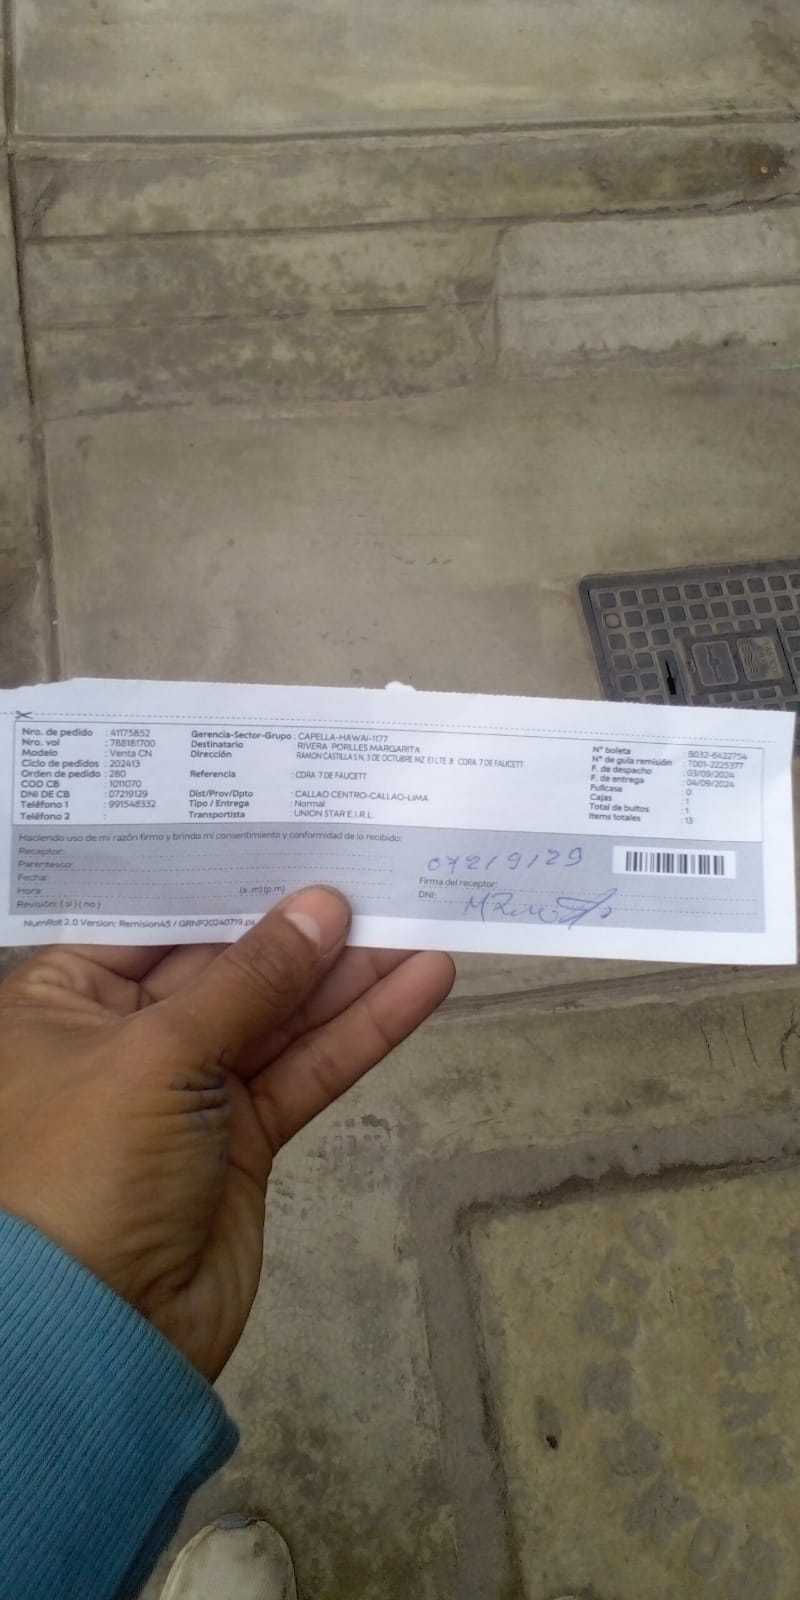 Nro. de pedido : 41175852
Nro. vol : 788181700
Modelo : Venta CN
Ciclo de pedidos : 202413
Orden de pedido : 280
COD CB : 1011070
DNI DE CB : 07219129
Teléfono 1 : 991548332
Teléfono 2 :
Gerencia-Sector-Grupo : CAPELLA-HAWAI-1177
Destinatario : RIVERA PORLLES MARGARITA
Dirección : RAMON CASTILLA S N, 3 DE OCTUBRE MZ E1 LTE 8 CDRA 7 DE FAUCETT
Referencia : CDRA 7 DE FAUCETT
Dist/Prov/Dpto : CALLAO CENTRO-CALLAO-LIMA
Tipo / Entrega : Normal
Transportista : UNION STAR E.I.R.L.
N° boleta : B032-6422754
N° de guía remisión : T001-2225377
F. de despacho : 03/09/2024
F. de entrega : 04/09/2024
Fullcasa : 0
Cajas : 1
Total de bultos : 1
Items totales : 13
Haciendo uso de mi razón firmo y brindo mi consentimiento y conformidad de lo recibido:
Receptor:
Parentesco:
Fecha:
Hora: (a.m) (p.m)
Revisión: ( si ) ( no )
07219129
Firma del receptor:
DNI:
NumRot 2.0 Version: Remision45 /